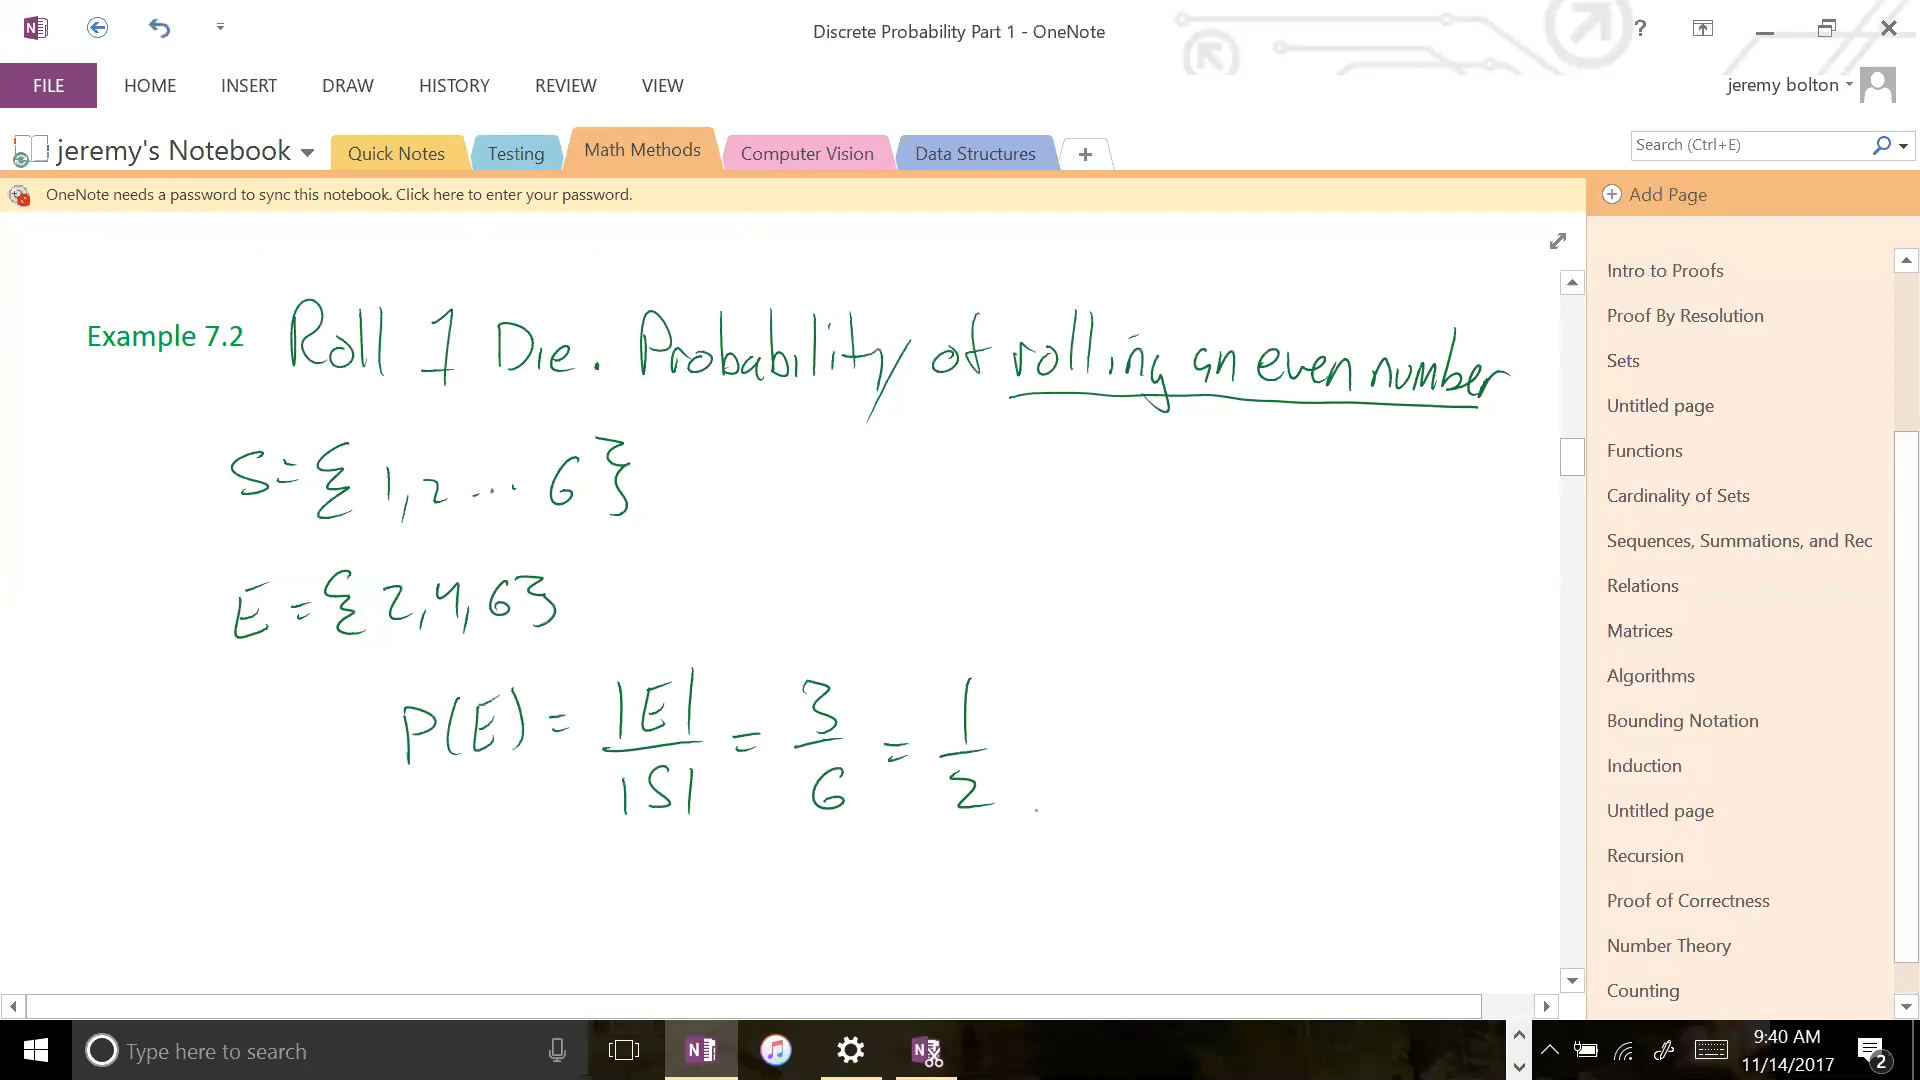 Discrete Probability Part 1 - OneNote
?
FILE HOME INSERT DRAW HISTORY REVIEW VIEW
jeremy bolton
jeremy's Notebook
Quick Notes Testing Math Methods Computer Vision Data Structures +
Search (Ctrl+E)
OneNote needs a password to sync this notebook. Click here to enter your password.
Add Page
Example 7.2 Roll 1 Die. Probability of rolling an even number
S = { 1, 2 ... 6 }
E = { 2, 4, 6 }
P(E) = |E| / |S| = 3/6 = 1/2
Intro to Proofs
Proof By Resolution
Sets
Untitled page
Functions
Cardinality of Sets
Sequences, Summations, and Rec
Relations
Matrices
Algorithms
Bounding Notation
Induction
Untitled page
Recursion
Proof of Correctness
Number Theory
Counting
Type here to search
9:40 AM
11/14/2017
2